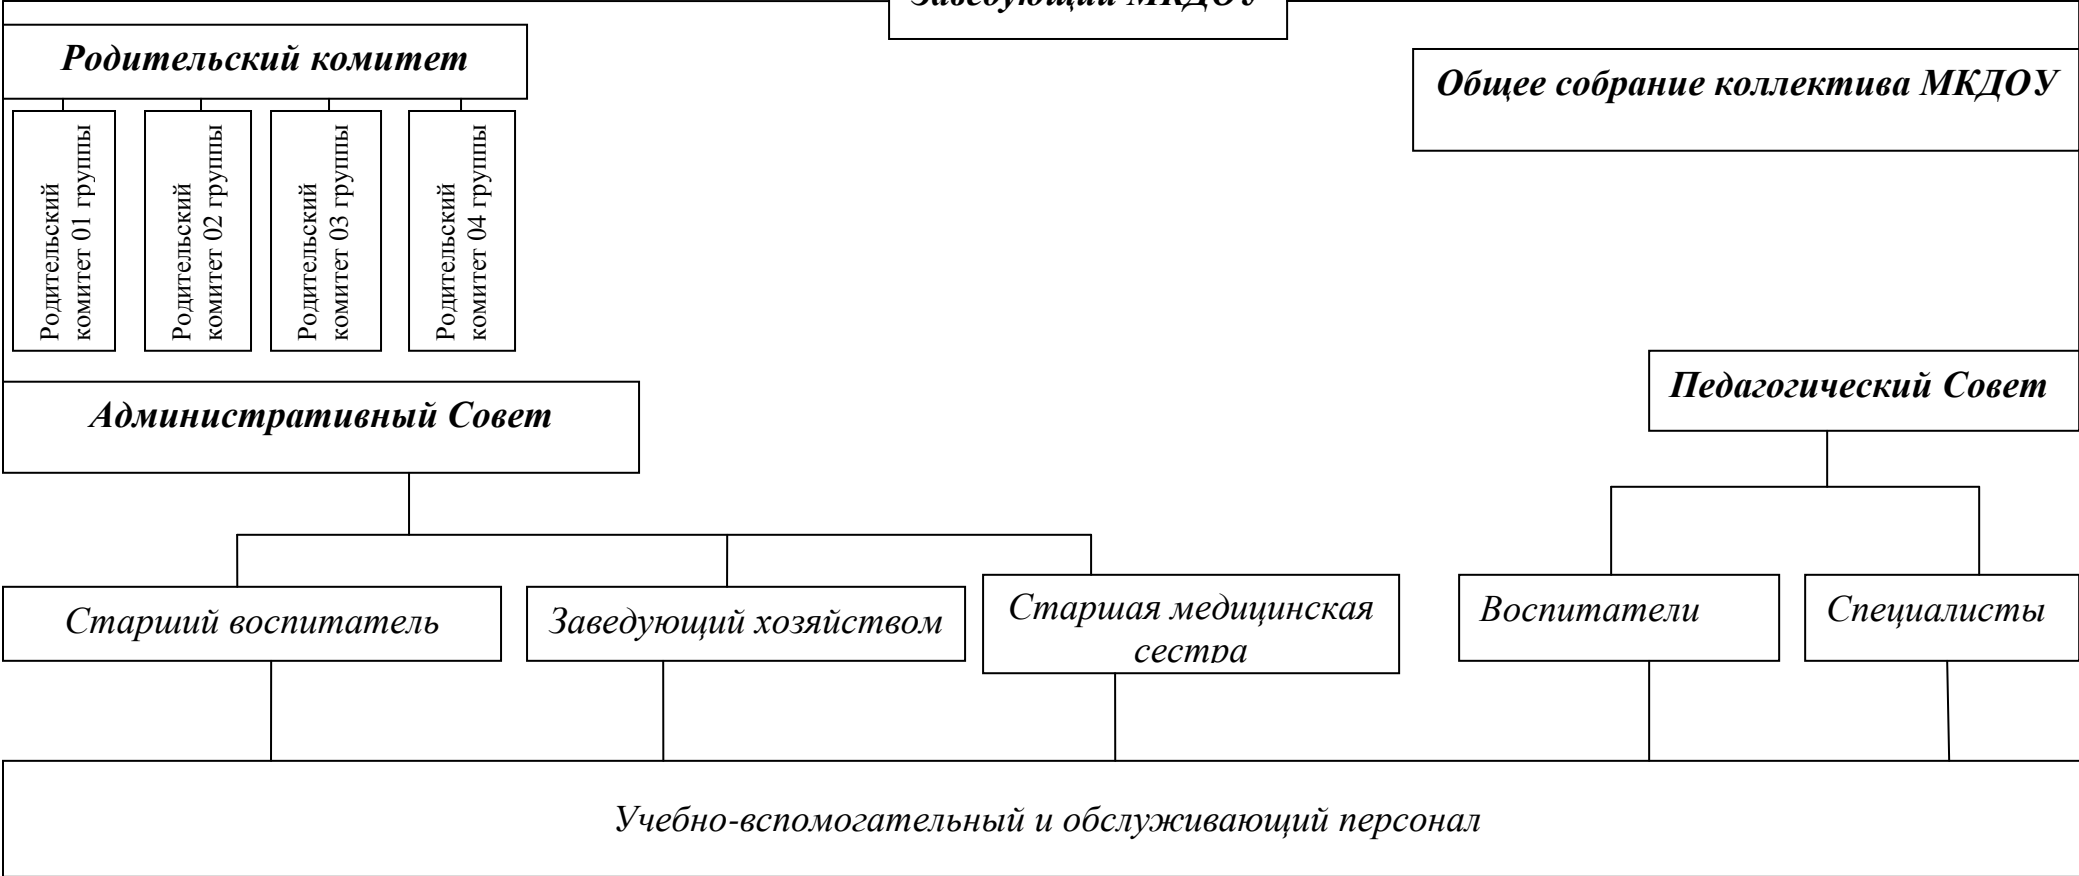 Заведующий МКДОУ
Родительский комитет
Общее собрание коллектива МКДОУ
Родительский
комитет 01 группы
Родительский
комитет 02 группы
Родительский
комитет 03 группы
Родительский
комитет 04 группы
Педагогический Совет
Административный Совет
Старший воспитатель
Заведующий хозяйством
Старшая медицинская
сестра
Воспитатели
Специалисты
Учебно-вспомогательный и обслуживающий персонал